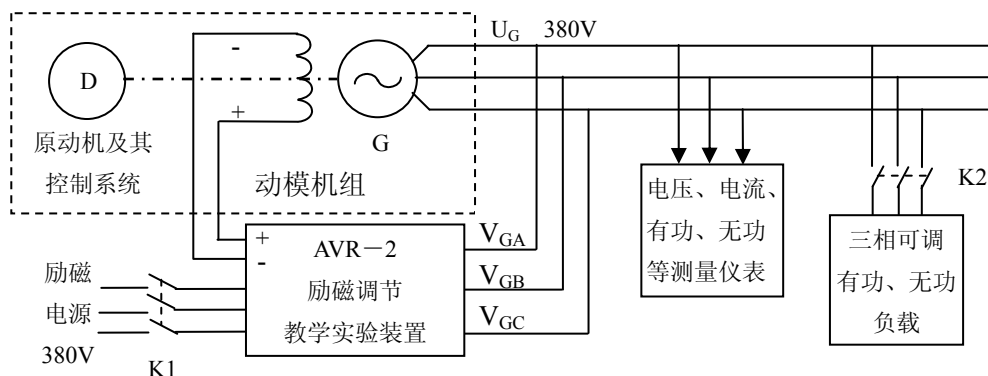 U_G 380V
-
D
+
G
原动机及其
控制系统
动模机组
K2
电压、电流、
有功、无功
等测量仪表
三相可调
有功、无功
负载
+
-
AVR－2
励磁调节
教学实验装置
V_GA
V_GB
V_GC
励磁
电源
380V
K1